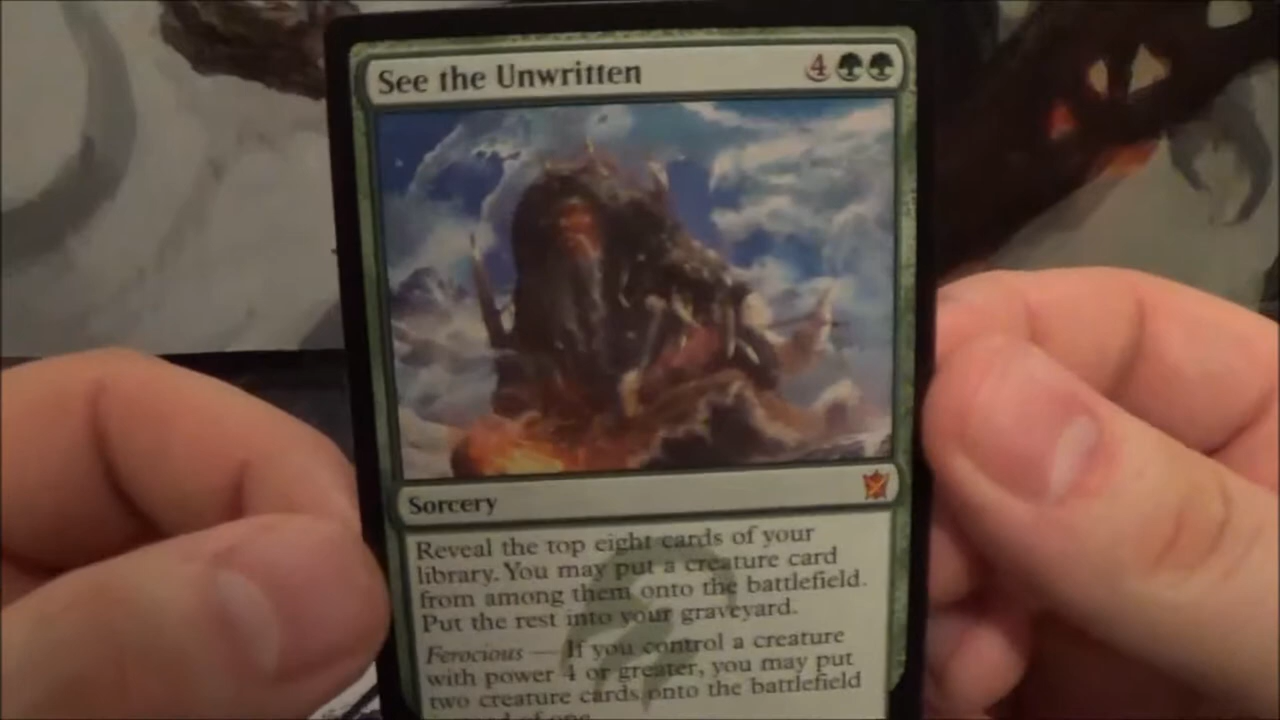 See the Unwritten 4
Sorcery
Reveal the top eight cards of your
library. You may put a creature card
from among them onto the battlefield.
Put the rest into your graveyard.
Ferocious — If you control a creature
with power 4 or greater, you may put
two creature cards onto the battlefield
of one